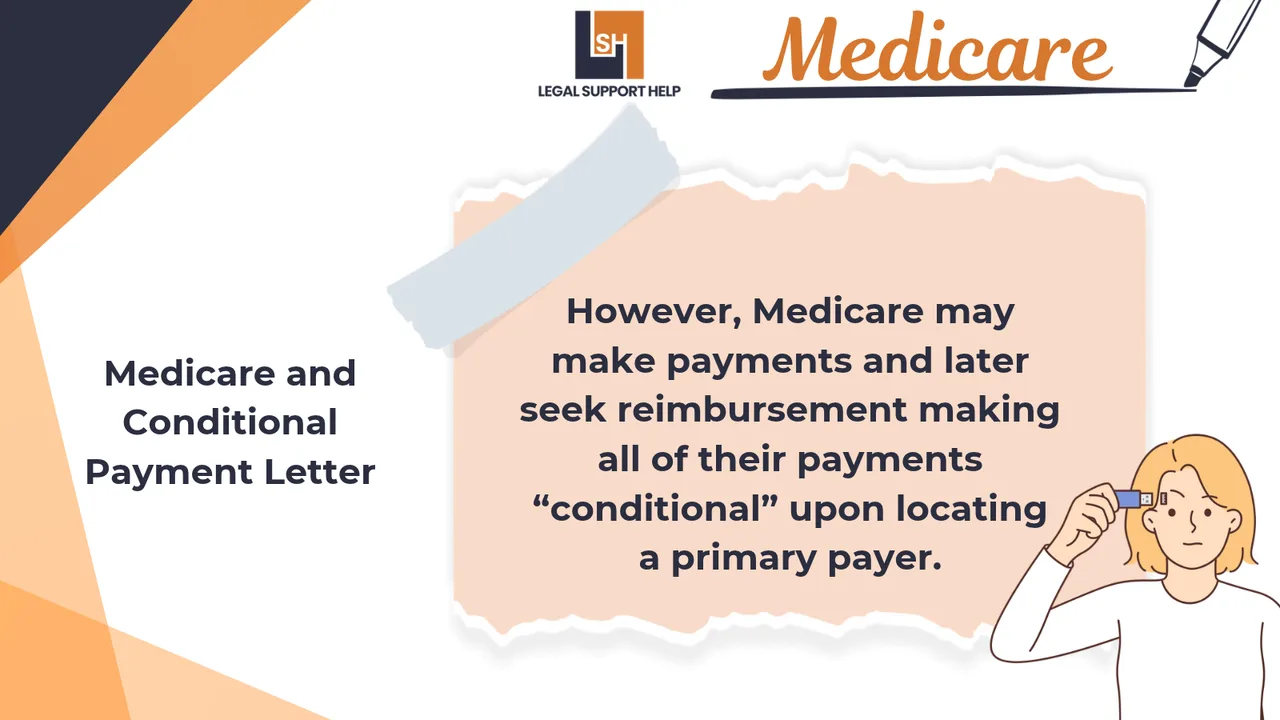 LSH
LEGAL SUPPORT HELP
Medicare
Medicare and
Conditional
Payment Letter
However, Medicare may
make payments and later
seek reimbursement making
all of their payments
“conditional” upon locating
a primary payer.